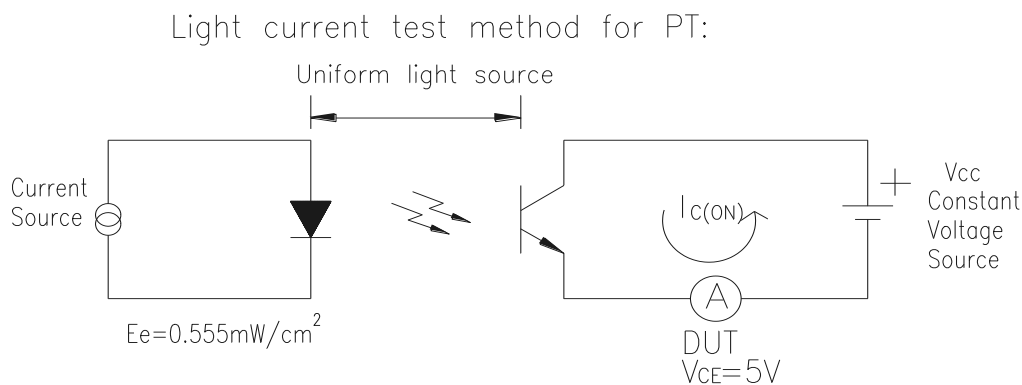 Light current test method for PT:
Uniform light source
Current
Source
IC(ON)
+
Vcc
Constant
Voltage
Source
A
Ee=0.555mW/cm²
DUT
VCE=5V